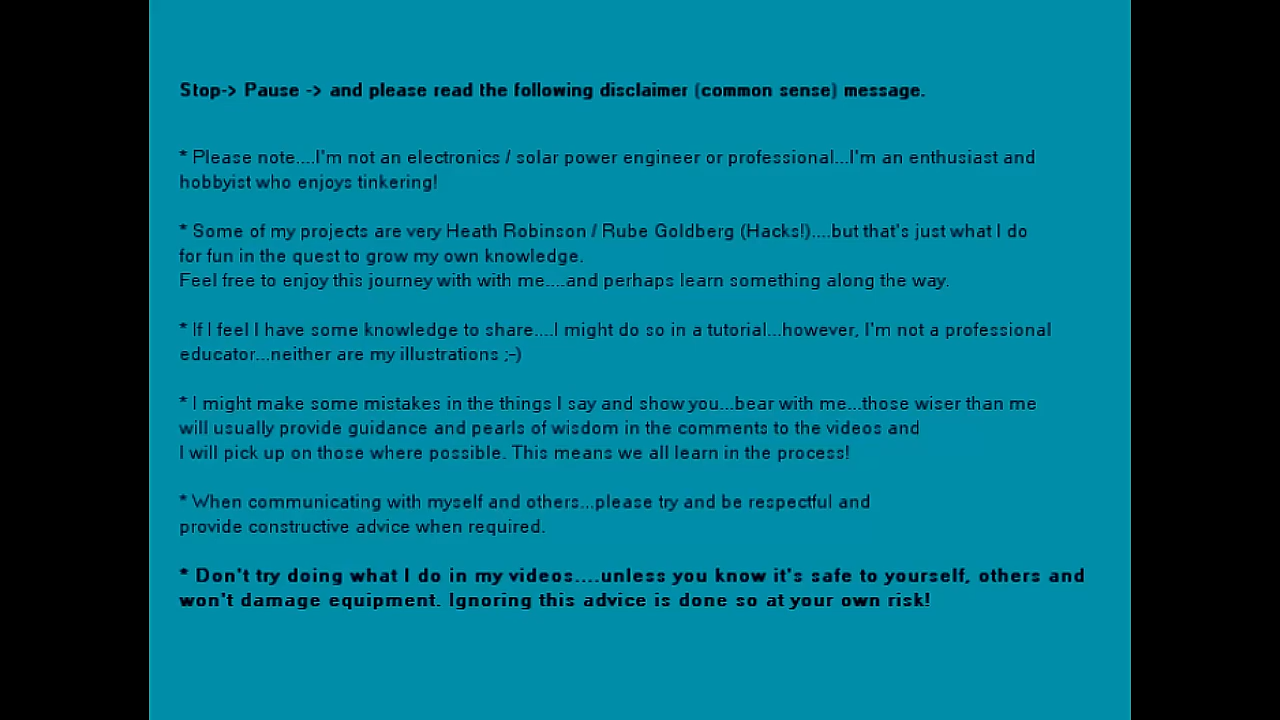 Stop-> Pause -> and please read the following disclaimer (common sense) message.
* Please note....I'm not an electronics / solar power engineer or professional...I'm an enthusiast and
hobbyist who enjoys tinkering!
* Some of my projects are very Heath Robinson / Rube Goldberg (Hacks!)....but that's just what I do
for fun in the quest to grow my own knowledge.
Feel free to enjoy this journey with with me....and perhaps learn something along the way.
* If I feel I have some knowledge to share....I might do so in a tutorial...however, I'm not a professional
educator...neither are my illustrations ;-)
* I might make some mistakes in the things I say and show you...bear with me...those wiser than me
will usually provide guidance and pearls of wisdom in the comments to the videos and
I will pick up on those where possible. This means we all learn in the process!
* When communicating with myself and others...please try and be respectful and
provide constructive advice when required.
* Don't try doing what I do in my videos....unless you know it's safe to yourself, others and
won't damage equipment. Ignoring this advice is done so at your own risk!